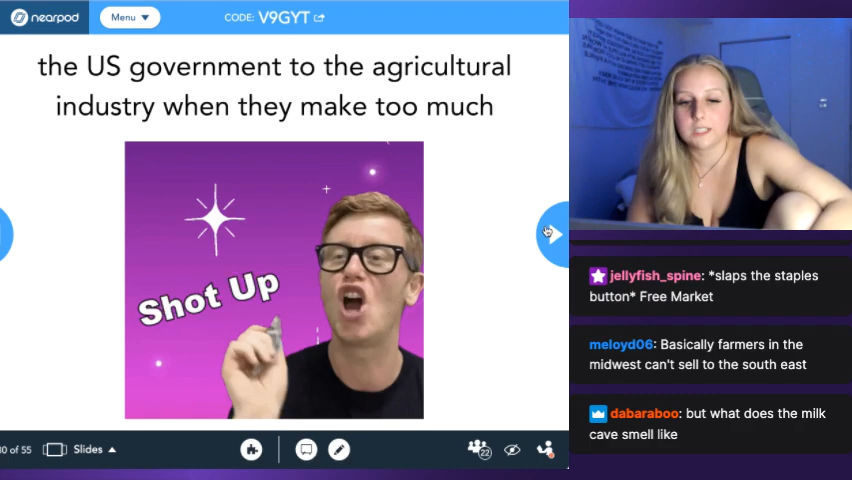 nearpod
Menu
CODE: V9GYT
the US government to the agricultural
industry when they make too much
Shot Up
of 55
Slides
22
jellyfish_spine: *slaps the staples
button* Free Market
meloyd06: Basically farmers in the
midwest can't sell to the south east
dabaraboo: but what does the milk
cave smell like